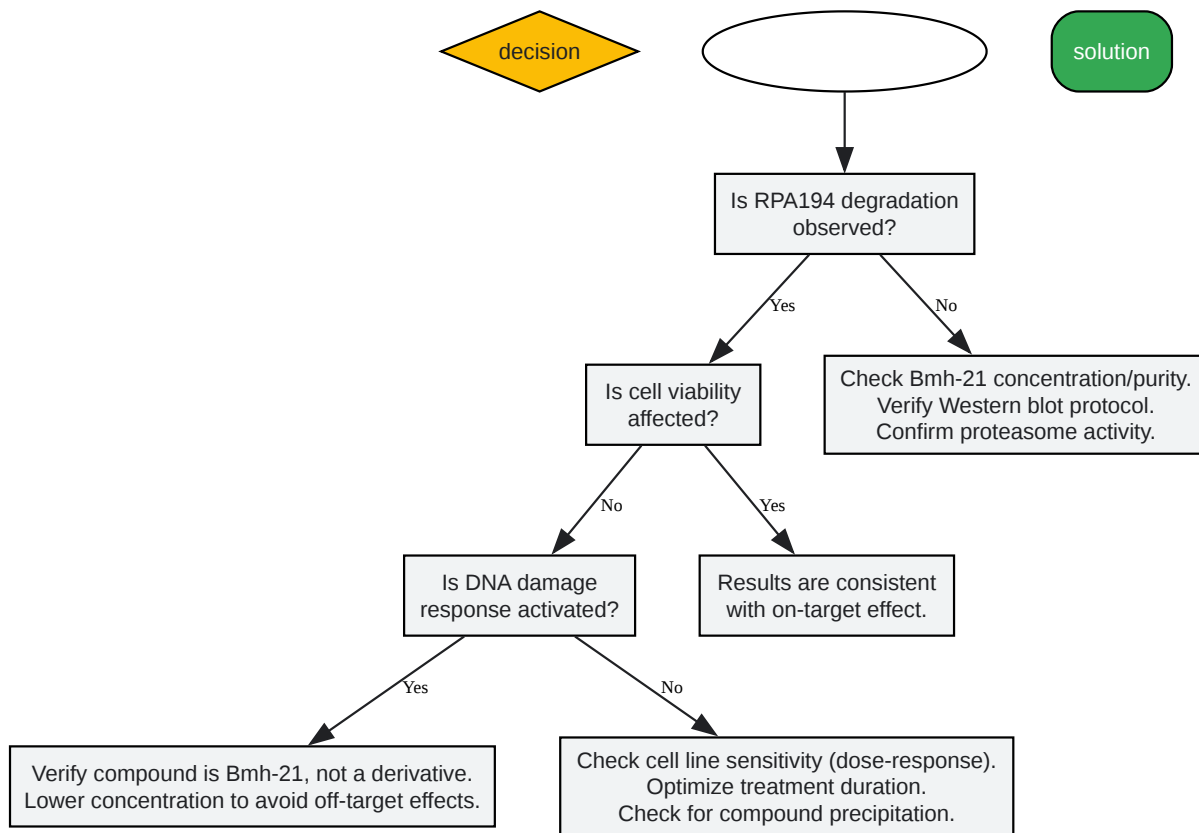 decision
solution
Is RPA194 degradation
observed?
Yes
No
Is cell viability
affected?
Check Bmh-21 concentration/purity.
Verify Western blot protocol.
Confirm proteasome activity.
No
Yes
Is DNA damage
response activated?
Results are consistent
with on-target effect.
Yes
No
Verify compound is Bmh-21, not a derivative.
Lower concentration to avoid off-target effects.
Check cell line sensitivity (dose-response).
Optimize treatment duration.
Check for compound precipitation.